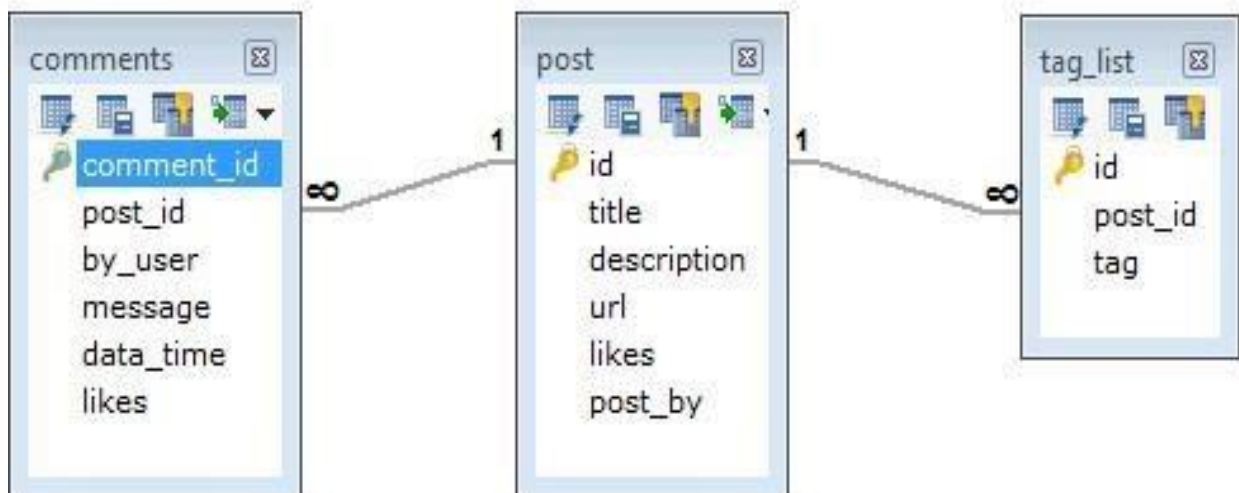 comments
comment_id
post_id
by_user
message
data_time
likes
1
∞
post
id
title
description
url
likes
post_by
1
∞
tag_list
id
post_id
tag